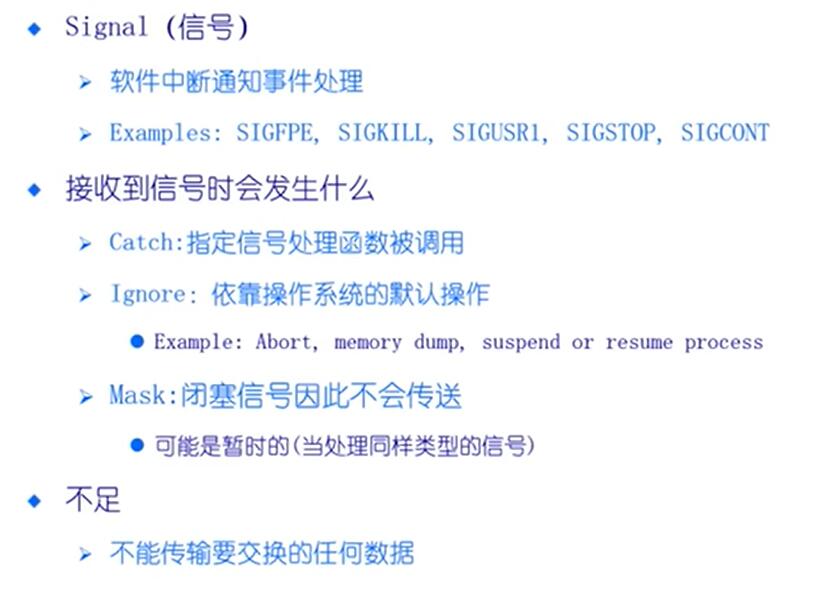 Signal (信号)
软件中断通知事件处理
Examples: SIGFPE, SIGKILL, SIGUSR1, SIGSTOP, SIGCONT
接收到信号时会发生什么
Catch:指定信号处理函数被调用
Ignore: 依靠操作系统的默认操作
Example: Abort, memory dump, suspend or resume process
Mask:闭塞信号因此不会传送
可能是暂时的(当处理同样类型的信号)
不足
不能传输要交换的任何数据